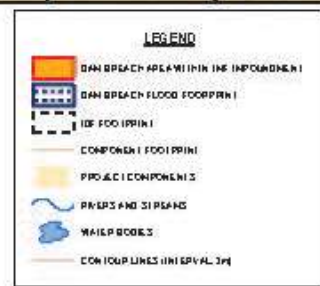 LEGEND
DAM BREACH AREA WITHIN THE IMPOUNDMENT
DAM BREACH FLOOD FOOTPRINT
IDF FOOTPRINT
COMPONENT FOOTPRINT
PROJECT COMPONENTS
RIVERS AND STREAMS
WATER BODIES
CONTOUR LINES (INTERVAL 2M)